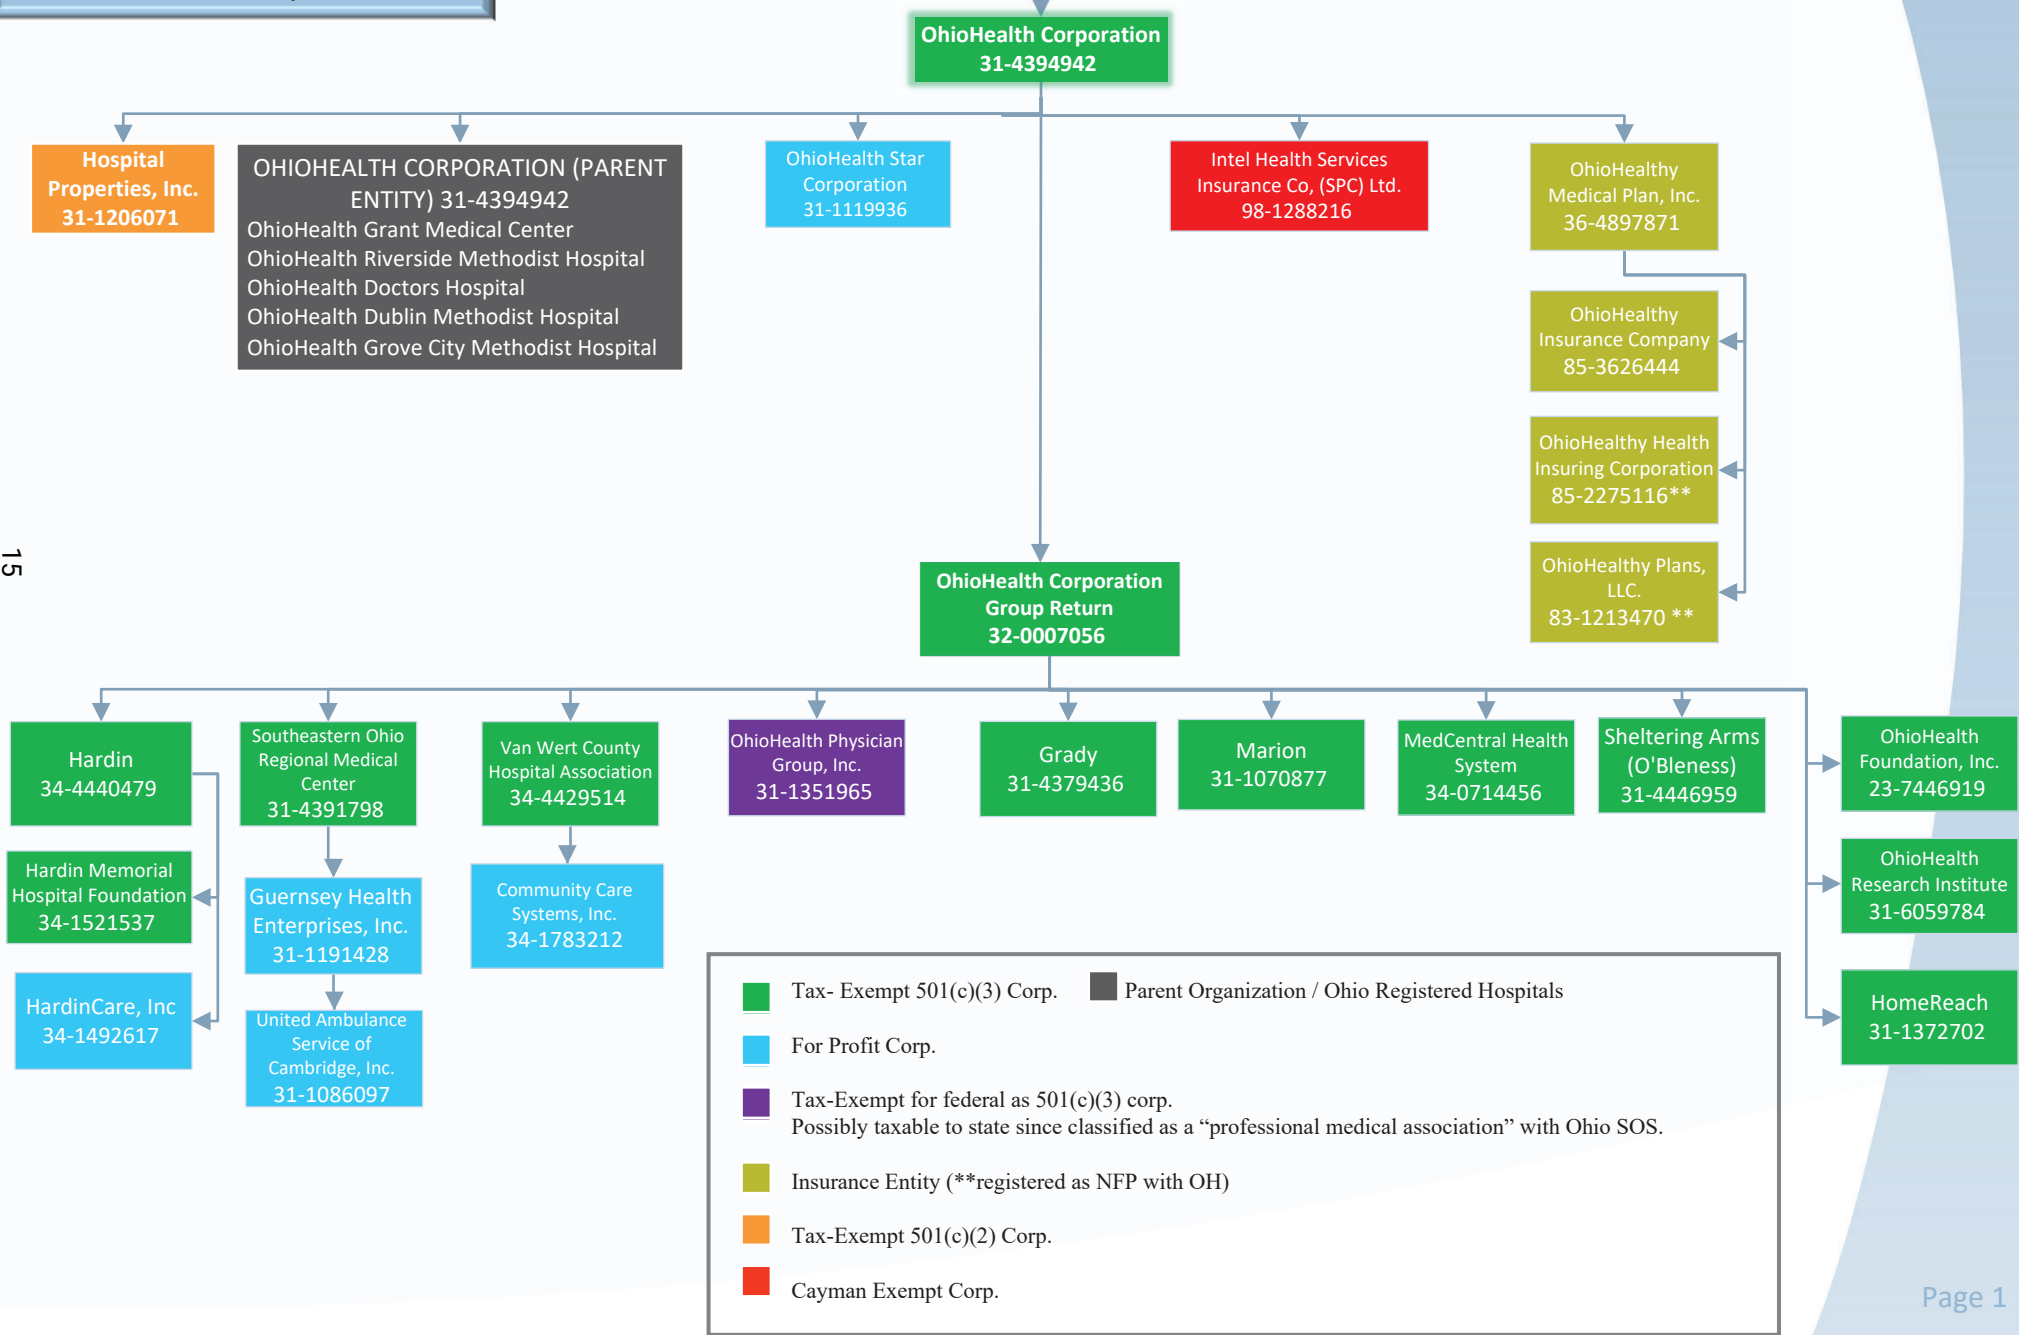 OhioHealth Corporation
31-4394942
Hospital
Properties, Inc.
31-1206071
OHIOHEALTH CORPORATION (PARENT
ENTITY) 31-4394942
OhioHealth Grant Medical Center
OhioHealth Riverside Methodist Hospital
OhioHealth Doctors Hospital
OhioHealth Dublin Methodist Hospital
OhioHealth Grove City Methodist Hospital
OhioHealth Star
Corporation
31-1119936
Intel Health Services
Insurance Co, (SPC) Ltd.
98-1288216
OhioHealthy
Medical Plan, Inc.
36-4897871
OhioHealthy
Insurance Company
85-3626444
OhioHealthy Health
Insuring Corporation
85-2275116**
OhioHealthy Plans,
LLC.
83-1213470 **
15
OhioHealth Corporation
Group Return
32-0007056
Hardin
34-4440479
Southeastern Ohio
Regional Medical
Center
31-4391798
Van Wert County
Hospital Association
34-4429514
OhioHealth Physician
Group, Inc.
31-1351965
Grady
31-4379436
Marion
31-1070877
MedCentral Health
System
34-0714456
Sheltering Arms
(O'Bleness)
31-4446959
OhioHealth
Foundation, Inc.
23-7446919
Hardin Memorial
Hospital Foundation
34-1521537
Guernsey Health
Enterprises, Inc.
31-1191428
Community Care
Systems, Inc.
34-1783212
OhioHealth
Research Institute
31-6059784
HardinCare, Inc
34-1492617
United Ambulance
Service of
Cambridge, Inc.
31-1086097
HomeReach
31-1372702
Tax- Exempt 501(c)(3) Corp.
Parent Organization / Ohio Registered Hospitals
For Profit Corp.
Tax-Exempt for federal as 501(c)(3) corp.
Possibly taxable to state since classified as a “professional medical association” with Ohio SOS.
Insurance Entity (**registered as NFP with OH)
Tax-Exempt 501(c)(2) Corp.
Cayman Exempt Corp.
Page 1